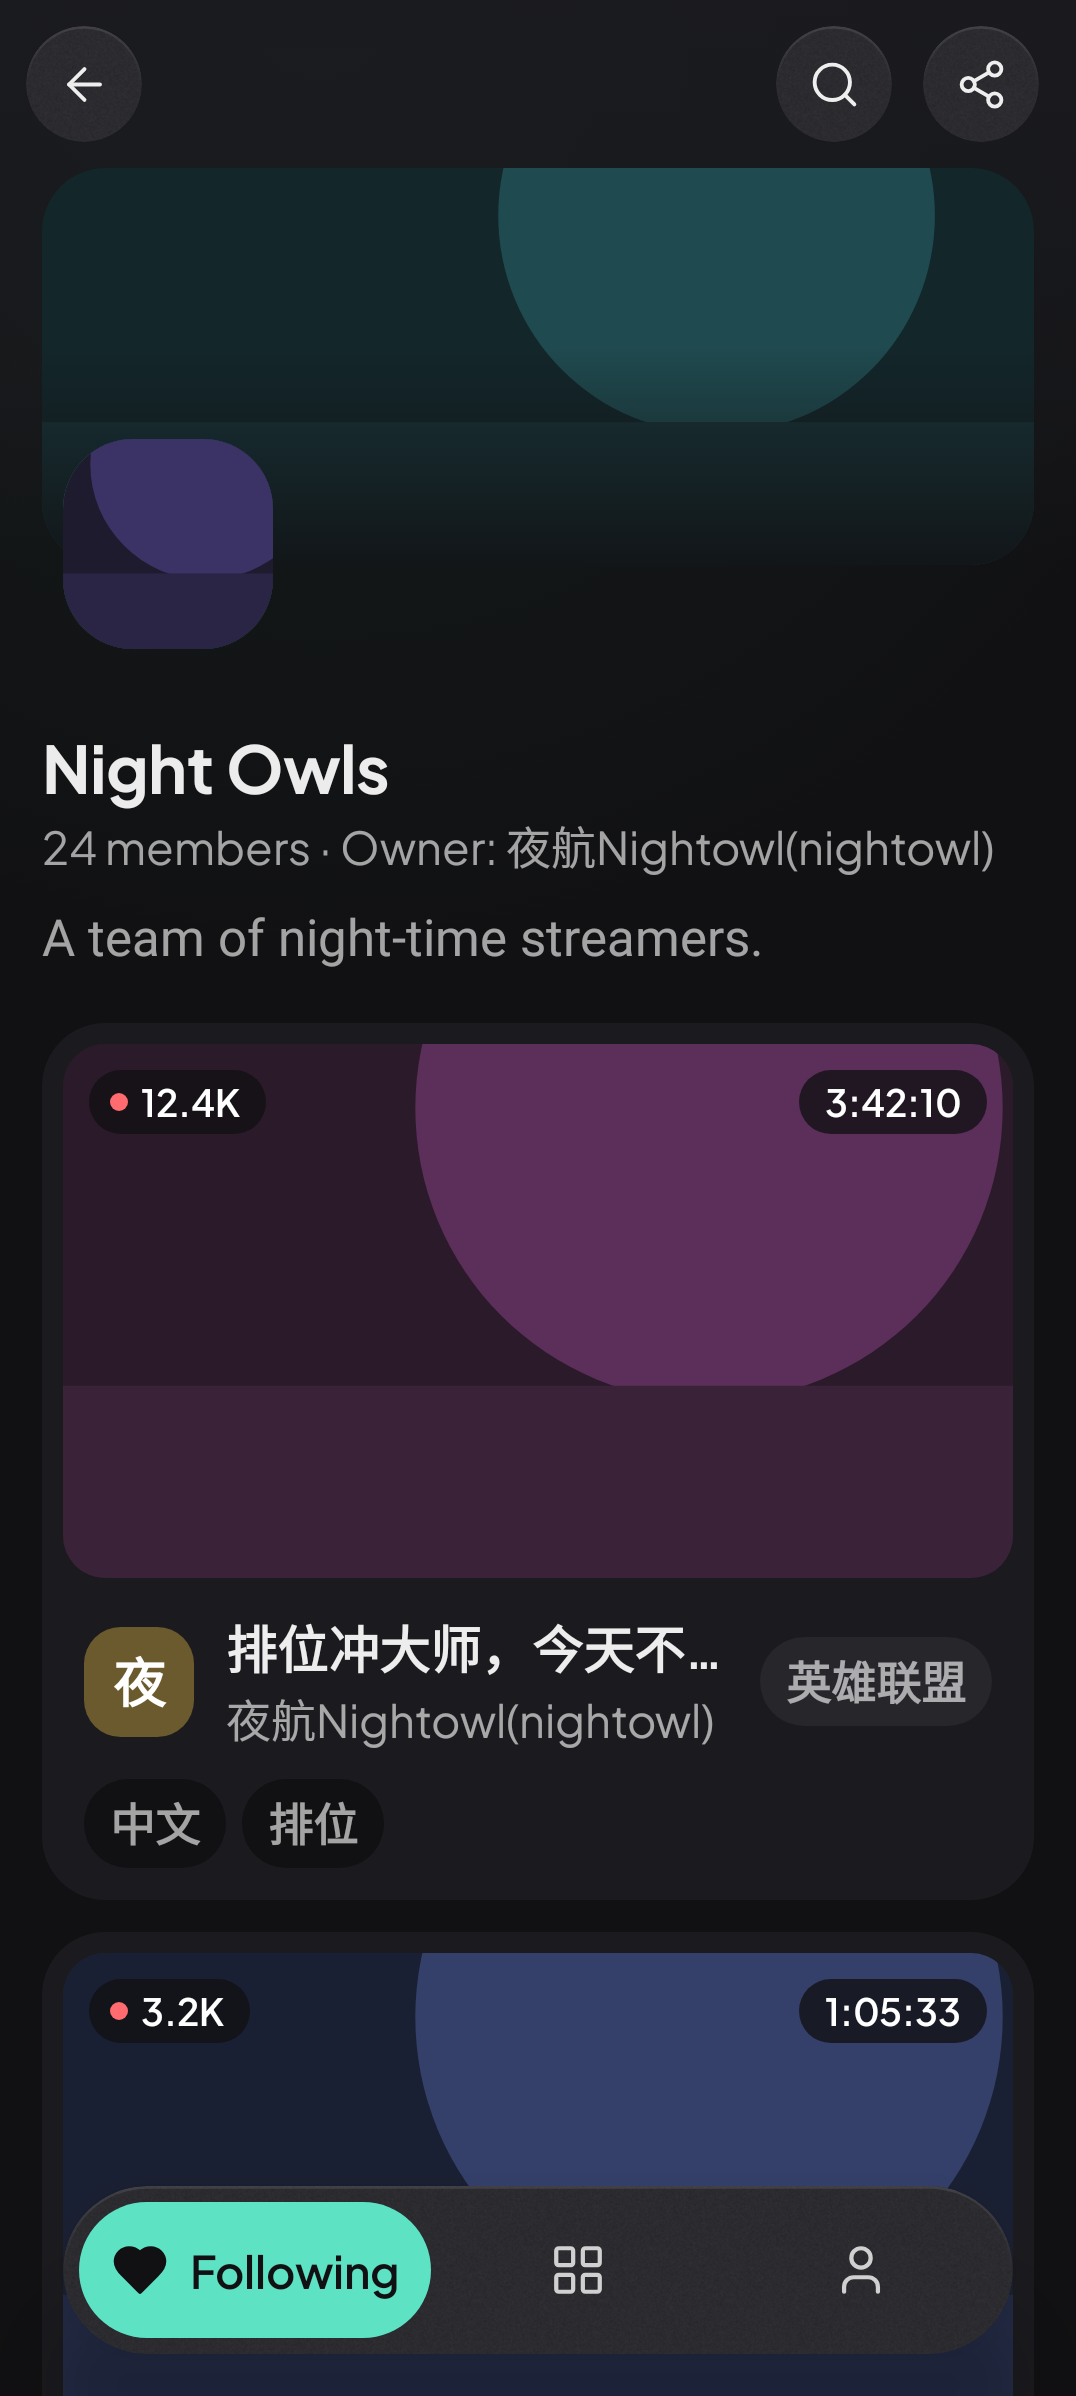 Night Owls
24 members · Owner: 夜航Nightowl(nightowl)
A team of night-time streamers.
12.4K
3:42:10
夜
排位冲大师，今天不…
英雄联盟
夜航Nightowl(nightowl)
中文
排位
3.2K
1:05:33
Following